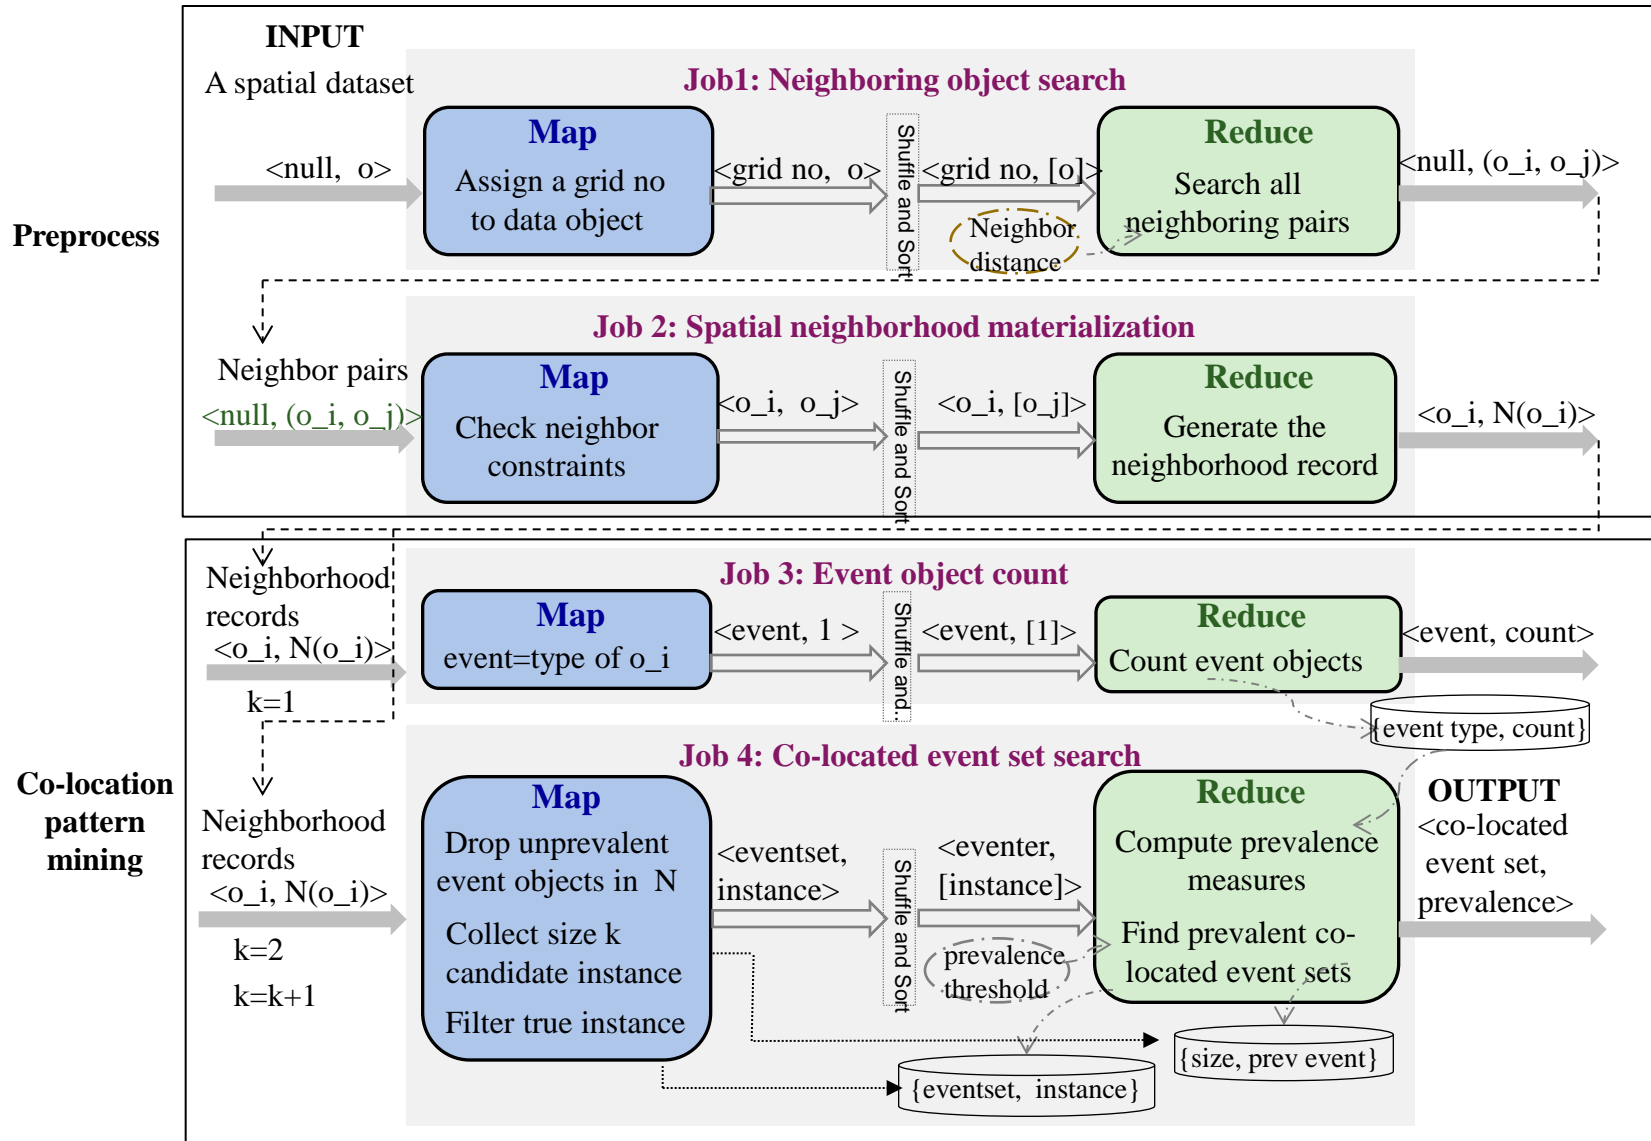 INPUT
A spatial dataset
Job1: Neighboring object search
Map
Assign a grid no
to data object
<null, o>
<grid no, o>
Shuffle and Sort
<grid no, [o]>
Neighbor
distance
Reduce
Search all
neighboring pairs
<null, (o_i, o_j)>
Preprocess
Job 2: Spatial neighborhood materialization
Neighbor pairs
<null, (o_i, o_j)>
Map
Check neighbor
constraints
<o_i, o_j>
Shuffle and Sort
<o_i, [o_j]>
Reduce
Generate the
neighborhood record
<o_i, N(o_i)>
Job 3: Event object count
Neighborhood
records
<o_i, N(o_i)>
k=1
Map
event=type of o_i
<event, 1 >
Shuffle and..
<event, [1]>
Reduce
Count event objects
<event, count>
{event type, count}
Co-location
pattern
mining
Job 4: Co-located event set search
Neighborhood
records
<o_i, N(o_i)>
k=2
k=k+1
Map
Drop unprevalent
event objects in N
Collect size k
candidate instance
Filter true instance
<eventset,
instance>
Shuffle and Sort
<eventer,
[instance]>
prevalence
threshold
Reduce
Compute prevalence
measures
Find prevalent co-
located event sets
OUTPUT
<co-located
event set,
prevalence>
{size, prev event}
{eventset, instance}